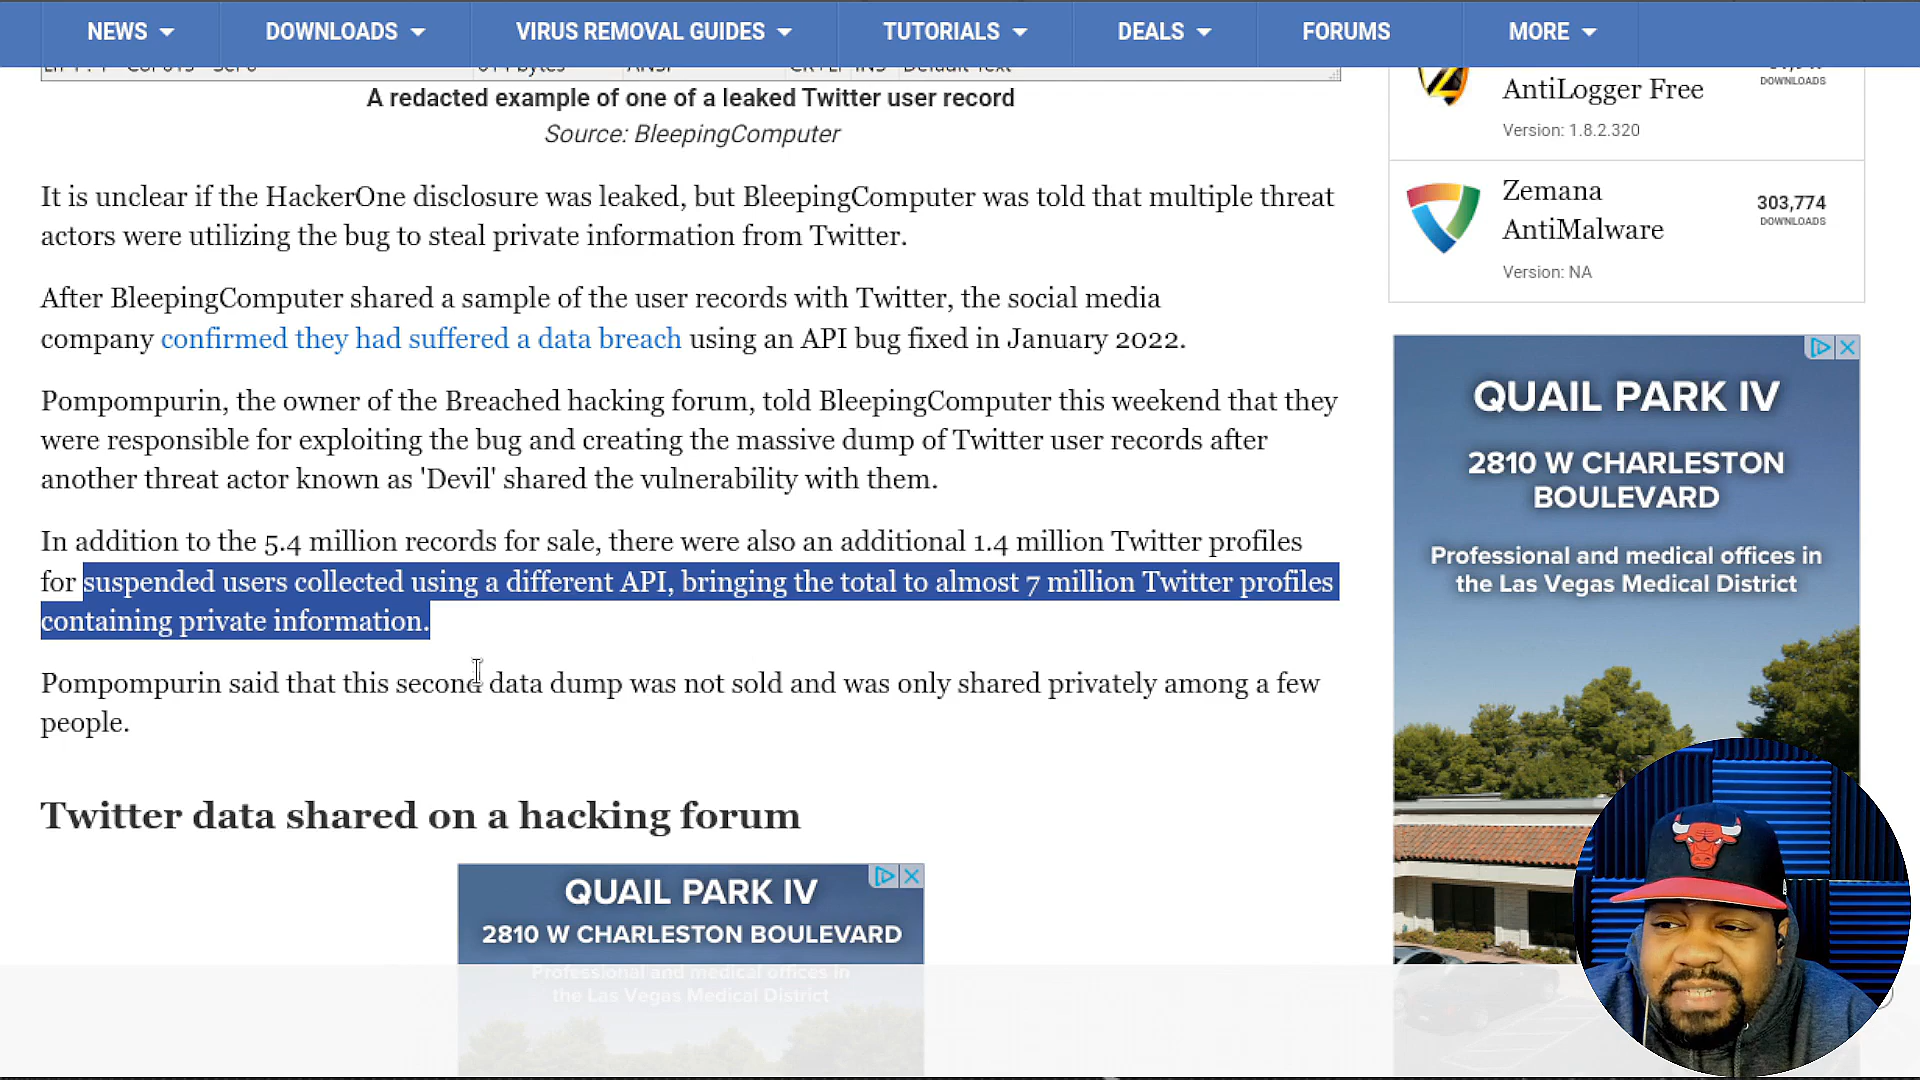 NEWS
DOWNLOADS
VIRUS REMOVAL GUIDES
TUTORIALS
DEALS
FORUMS
MORE
A redacted example of one of a leaked Twitter user record
Source: BleepingComputer
It is unclear if the HackerOne disclosure was leaked, but BleepingComputer was told that multiple threat
actors were utilizing the bug to steal private information from Twitter.
After BleepingComputer shared a sample of the user records with Twitter, the social media
company confirmed they had suffered a data breach using an API bug fixed in January 2022.
Pompompurin, the owner of the Breached hacking forum, told BleepingComputer this weekend that they
were responsible for exploiting the bug and creating the massive dump of Twitter user records after
another threat actor known as 'Devil' shared the vulnerability with them.
In addition to the 5.4 million records for sale, there were also an additional 1.4 million Twitter profiles
for suspended users collected using a different API, bringing the total to almost 7 million Twitter profiles
containing private information.
Pompompurin said that this second data dump was not sold and was only shared privately among a few
people.
Twitter data shared on a hacking forum
QUAIL PARK IV
2810 W CHARLESTON BOULEVARD
Professional and medical offices in
the Las Vegas Medical District
AntiLogger Free
DOWNLOADS
Version: 1.8.2.320
Zemana
AntiMalware
303,774
DOWNLOADS
Version: NA
QUAIL PARK IV
2810 W CHARLESTON
BOULEVARD
Professional and medical offices in
the Las Vegas Medical District